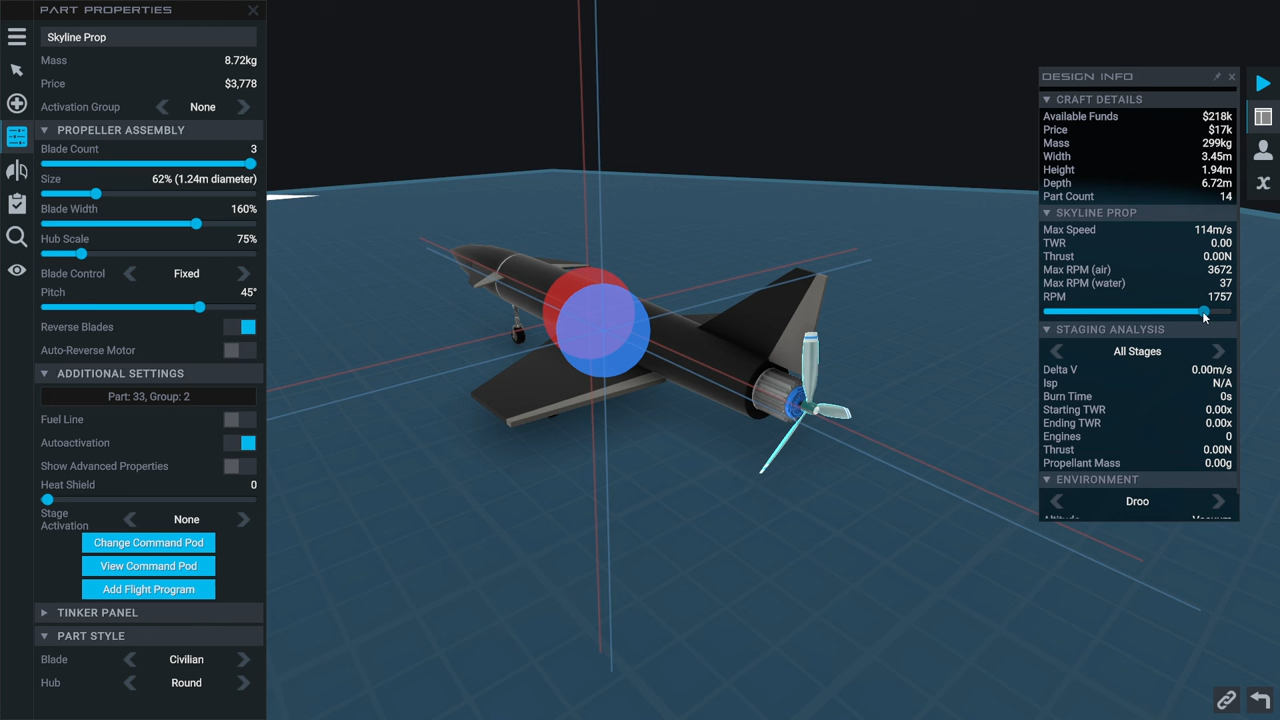 PART PROPERTIES
Skyline Prop
Mass 8.72kg
Price $3,778
Activation Group None
PROPELLER ASSEMBLY
Blade Count 3
Size 62% (1.24m diameter)
Blade Width 160%
Hub Scale 75%
Blade Control Fixed
Pitch 45°
Reverse Blades
Auto-Reverse Motor
ADDITIONAL SETTINGS
Part: 33, Group: 2
Fuel Line
Autoactivation
Show Advanced Properties
Heat Shield 0
Stage Activation None
Change Command Pod
View Command Pod
Add Flight Program
TINKER PANEL
PART STYLE
Blade Civilian
Hub Round
DESIGN INFO
CRAFT DETAILS
Available Funds $218k
Price $17k
Mass 299kg
Width 3.45m
Height 1.94m
Depth 6.72m
Part Count 14
SKYLINE PROP
Max Speed 114m/s
TWR 0.00
Thrust 0.00N
Max RPM (air) 3672
Max RPM (water) 37
RPM 1757
STAGING ANALYSIS
All Stages
Delta V 0.00m/s
Isp N/A
Burn Time 0s
Starting TWR 0.00x
Ending TWR 0.00x
Engines 0
Thrust 0.00N
Propellant Mass 0.00g
ENVIRONMENT
Droo
x